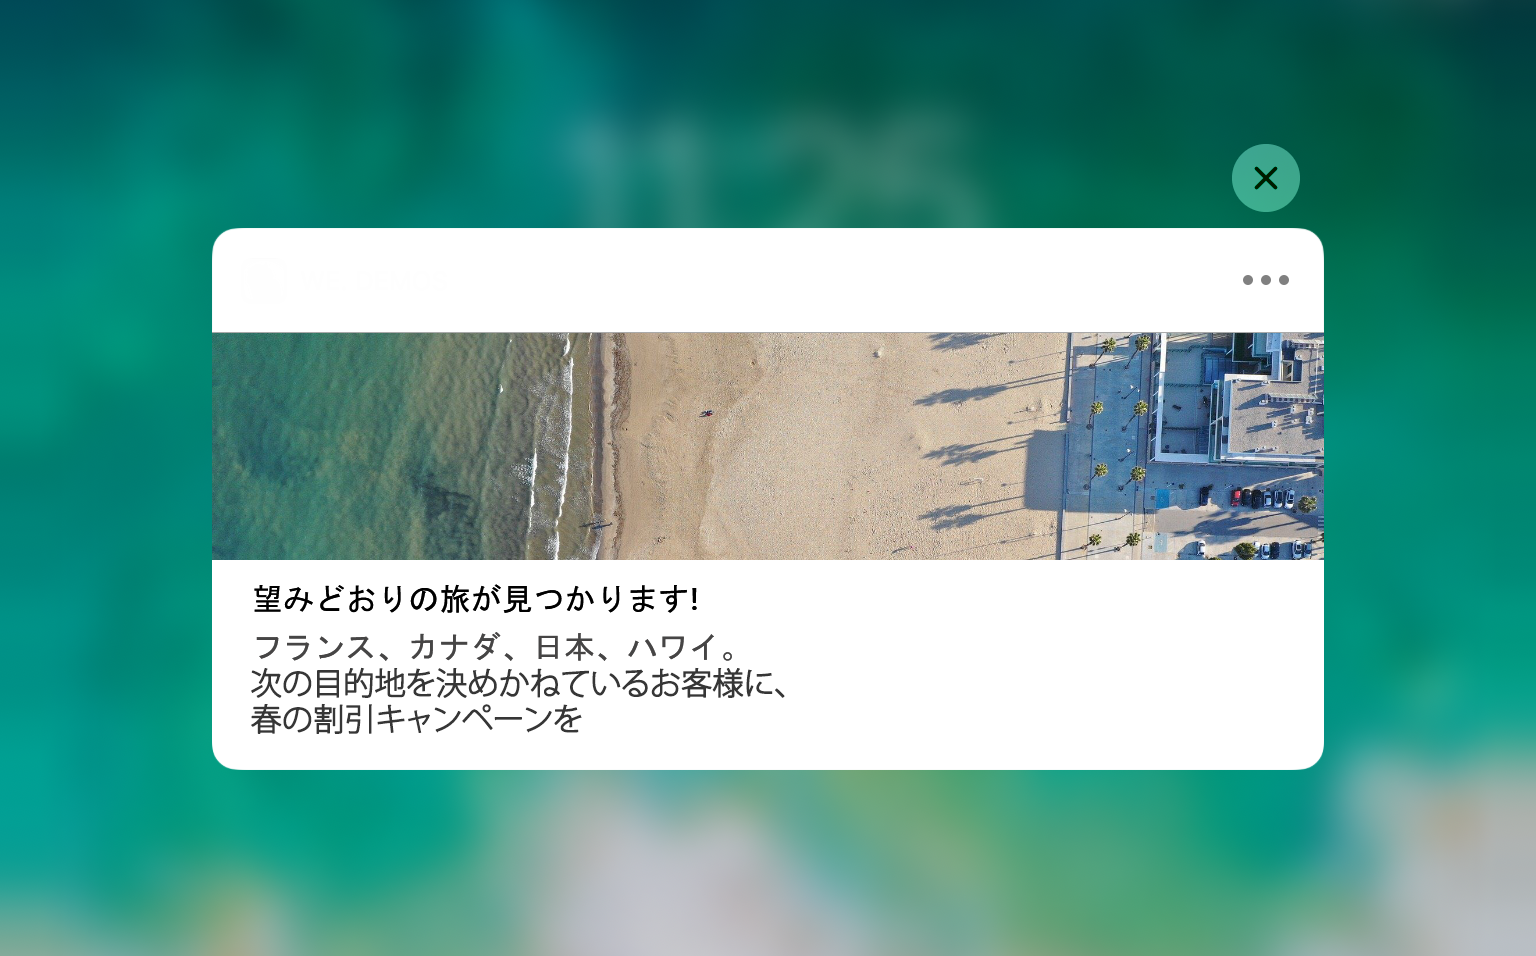 11:25
望みどおりの旅が見つかります!
フランス、カナダ、日本、ハワイ。
次の目的地を決めかねているお客様に、
春の割引キャンペーンを